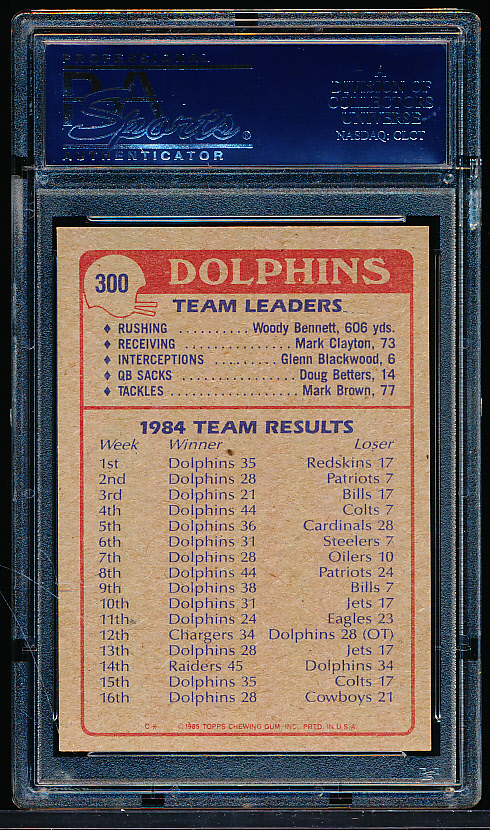 PROFESSIONAL
Sports
AUTHENTICATOR
A
DIVISION OF
COLLECTORS
UNIVERSE
NASDAQ: CLCT
300 DOLPHINS
TEAM LEADERS
♦ RUSHING .......... Woody Bennett, 606 yds.
♦ RECEIVING ................ Mark Clayton, 73
♦ INTERCEPTIONS ......... Glenn Blackwood, 6
♦ QB SACKS ................. Doug Betters, 14
♦ TACKLES .................... Mark Brown, 77
1984 TEAM RESULTS
Week Winner Loser
1st Dolphins 35 Redskins 17
2nd Dolphins 28 Patriots 7
3rd Dolphins 21 Bills 17
4th Dolphins 44 Colts 7
5th Dolphins 36 Cardinals 28
6th Dolphins 31 Steelers 7
7th Dolphins 28 Oilers 10
8th Dolphins 44 Patriots 24
9th Dolphins 38 Bills 7
10th Dolphins 31 Jets 17
11th Dolphins 24 Eagles 23
12th Chargers 34 Dolphins 28 (OT)
13th Dolphins 28 Jets 17
14th Raiders 45 Dolphins 34
15th Dolphins 35 Colts 17
16th Dolphins 28 Cowboys 21
C* ©1985 TOPPS CHEWING GUM, INC. PRTD. IN U.S.A.